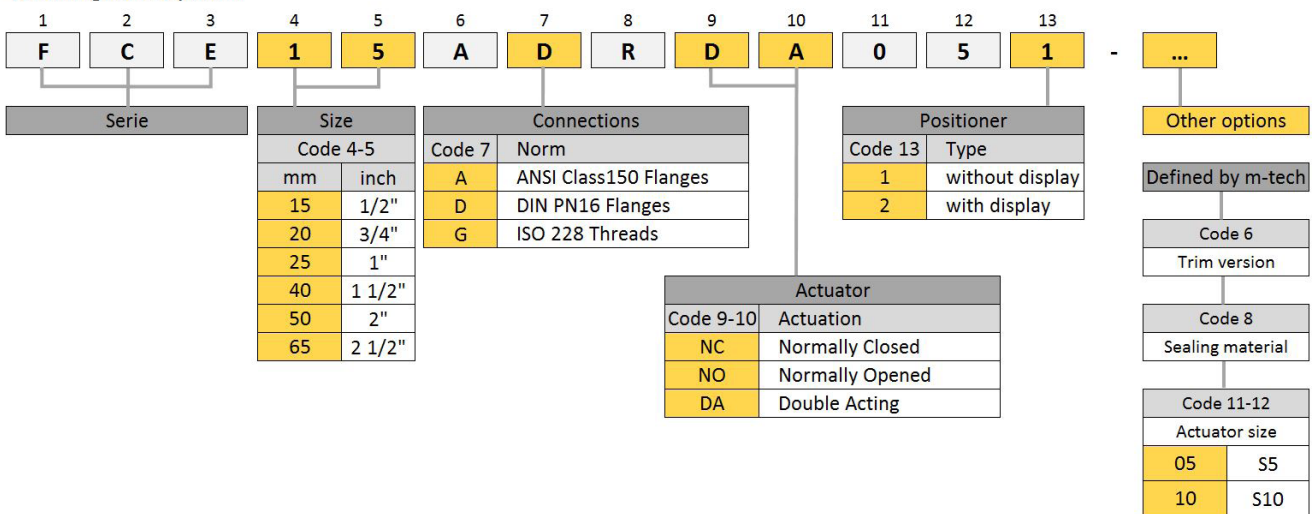 1 2 3 4 5 6 7 8 9 10 11 12 13
F C E 1 5 A D R D A 0 5 1 - ...
Serie Size Connections Positioner Other options
Code 4-5 Code 7 Norm Code 13 Type
mm inch A ANSI Class150 Flanges 1 without display Defined by m-tech
15 1/2" D DIN PN16 Flanges 2 with display
20 3/4" G ISO 228 Threads Code 6
25 1" Trim version
40 1 1/2" Actuator
50 2" Code 9-10 Actuation Code 8
65 2 1/2" NC Normally Closed Sealing material
NO Normally Opened
DA Double Acting Code 11-12
Actuator size
05 S5
10 S10